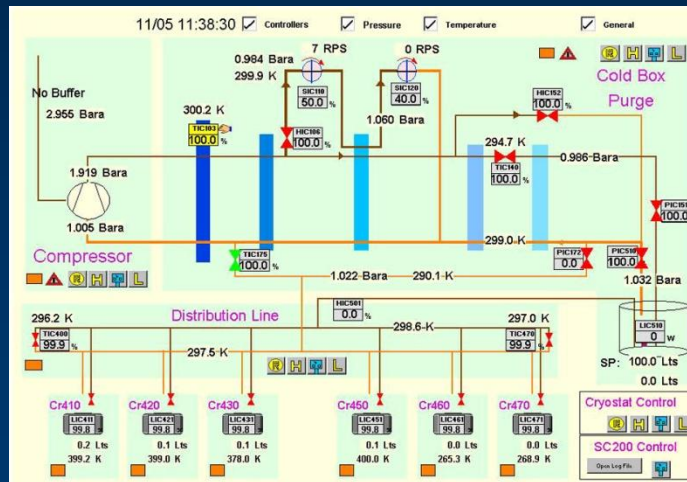 11/05 11:38:30 Controllers Pressure Temperature General
7 RPS 0 RPS
0.984 Bara
299.9 K
R H L
Cold Box
No Buffer
SIC110
50.0 %
SIC120
40.0 %
HIC152
100.0 %
Purge
2.955 Bara
300.2 K
TIC103
100.0 %
HIC106
100.0 %
1.060 Bara
294.7 K
TIC140
100.0 %
0.986 Bara
1.919 Bara
PIC151
100.0
1.005 Bara
299.0 K
Compressor
TIC175
100.0 %
PIC172
0.0 %
PIC510
100.0
R H L
1.022 Bara 290.1 K
1.032 Bara
Distribution Line
HIC501
0.0 %
296.2 K
298.6 K
297.0 K
LIC510
0 W
TIC400
99.9 %
TIC470
99.9 %
297.5 K
SP: 100.0 Lts
R H L
0.0 Lts
Cr410 Cr420 Cr430 Cr450 Cr460 Cr470
Cryostat Control
LIC411 LIC421 LIC431 LIC451 LIC461 LIC471
99.8 99.8 99.8 99.8 99.8 99.8
R H L
0.2 Lts 0.1 Lts 0.1 Lts 0.1 Lts 0.0 Lts 0.0 Lts
SC200 Control
399.2 K 399.0 K 378.0 K 400.0 K 265.3 K 268.9 K
Open Log File